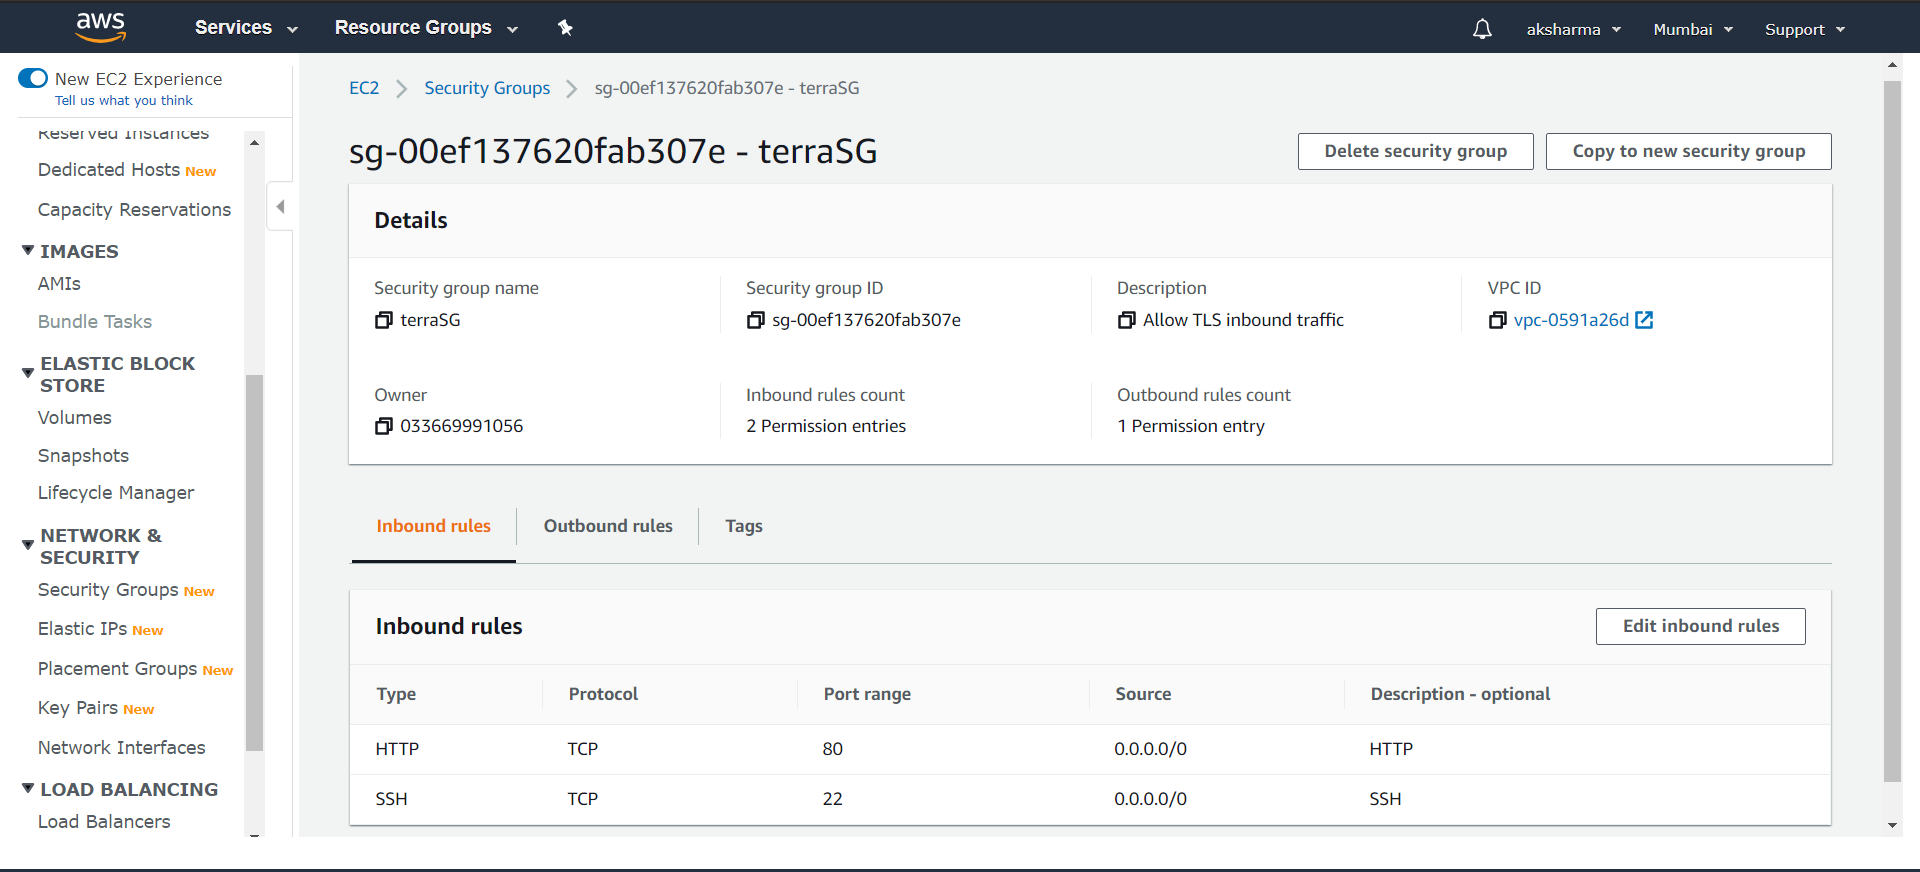 aws Services Resource Groups aksharma Mumbai Support
New EC2 Experience
Tell us what you think
Reserved Instances
Dedicated Hosts New
Capacity Reservations
IMAGES
AMIs
Bundle Tasks
ELASTIC BLOCK
STORE
Volumes
Snapshots
Lifecycle Manager
NETWORK &
SECURITY
Security Groups New
Elastic IPs New
Placement Groups New
Key Pairs New
Network Interfaces
LOAD BALANCING
Load Balancers
EC2 Security Groups sg-00ef137620fab307e - terraSG
sg-00ef137620fab307e - terraSG
Delete security group Copy to new security group
Details
Security group name Security group ID Description VPC ID
terraSG sg-00ef137620fab307e Allow TLS inbound traffic vpc-0591a26d
Owner Inbound rules count Outbound rules count
033669991056 2 Permission entries 1 Permission entry
Inbound rules Outbound rules Tags
Inbound rules Edit inbound rules
Type Protocol Port range Source Description - optional
HTTP TCP 80 0.0.0.0/0 HTTP
SSH TCP 22 0.0.0.0/0 SSH